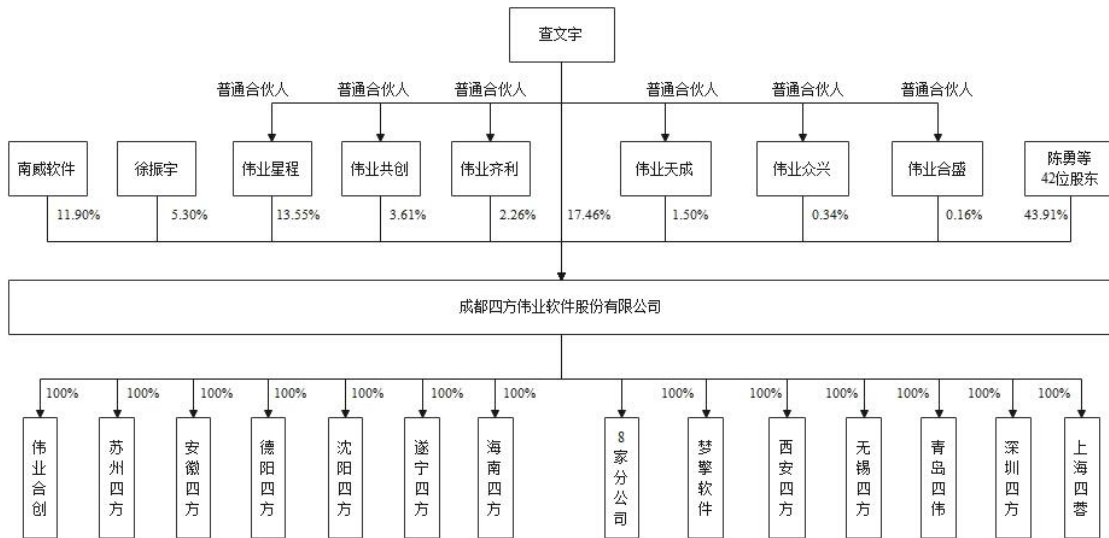 查文宇
普通合伙人 普通合伙人 普通合伙人 普通合伙人 普通合伙人 普通合伙人
南威软件 徐振宇 伟业星程 伟业共创 伟业齐利 伟业天成 伟业众兴 伟业合盛 陈勇等
42位股东
11.90% 5.30% 13.55% 3.61% 2.26% 17.46% 1.50% 0.34% 0.16% 43.91%
成都四方伟业软件股份有限公司
100% 100% 100% 100% 100% 100% 100% 100% 100% 100% 100% 100% 100%
伟业合创
苏州四方
安徽四方
德阳四方
沈阳四方
遂宁四方
海南四方
8家分公司
梦擎软件
西安四方
无锡四方
青岛四伟
深圳四方
上海四蓉